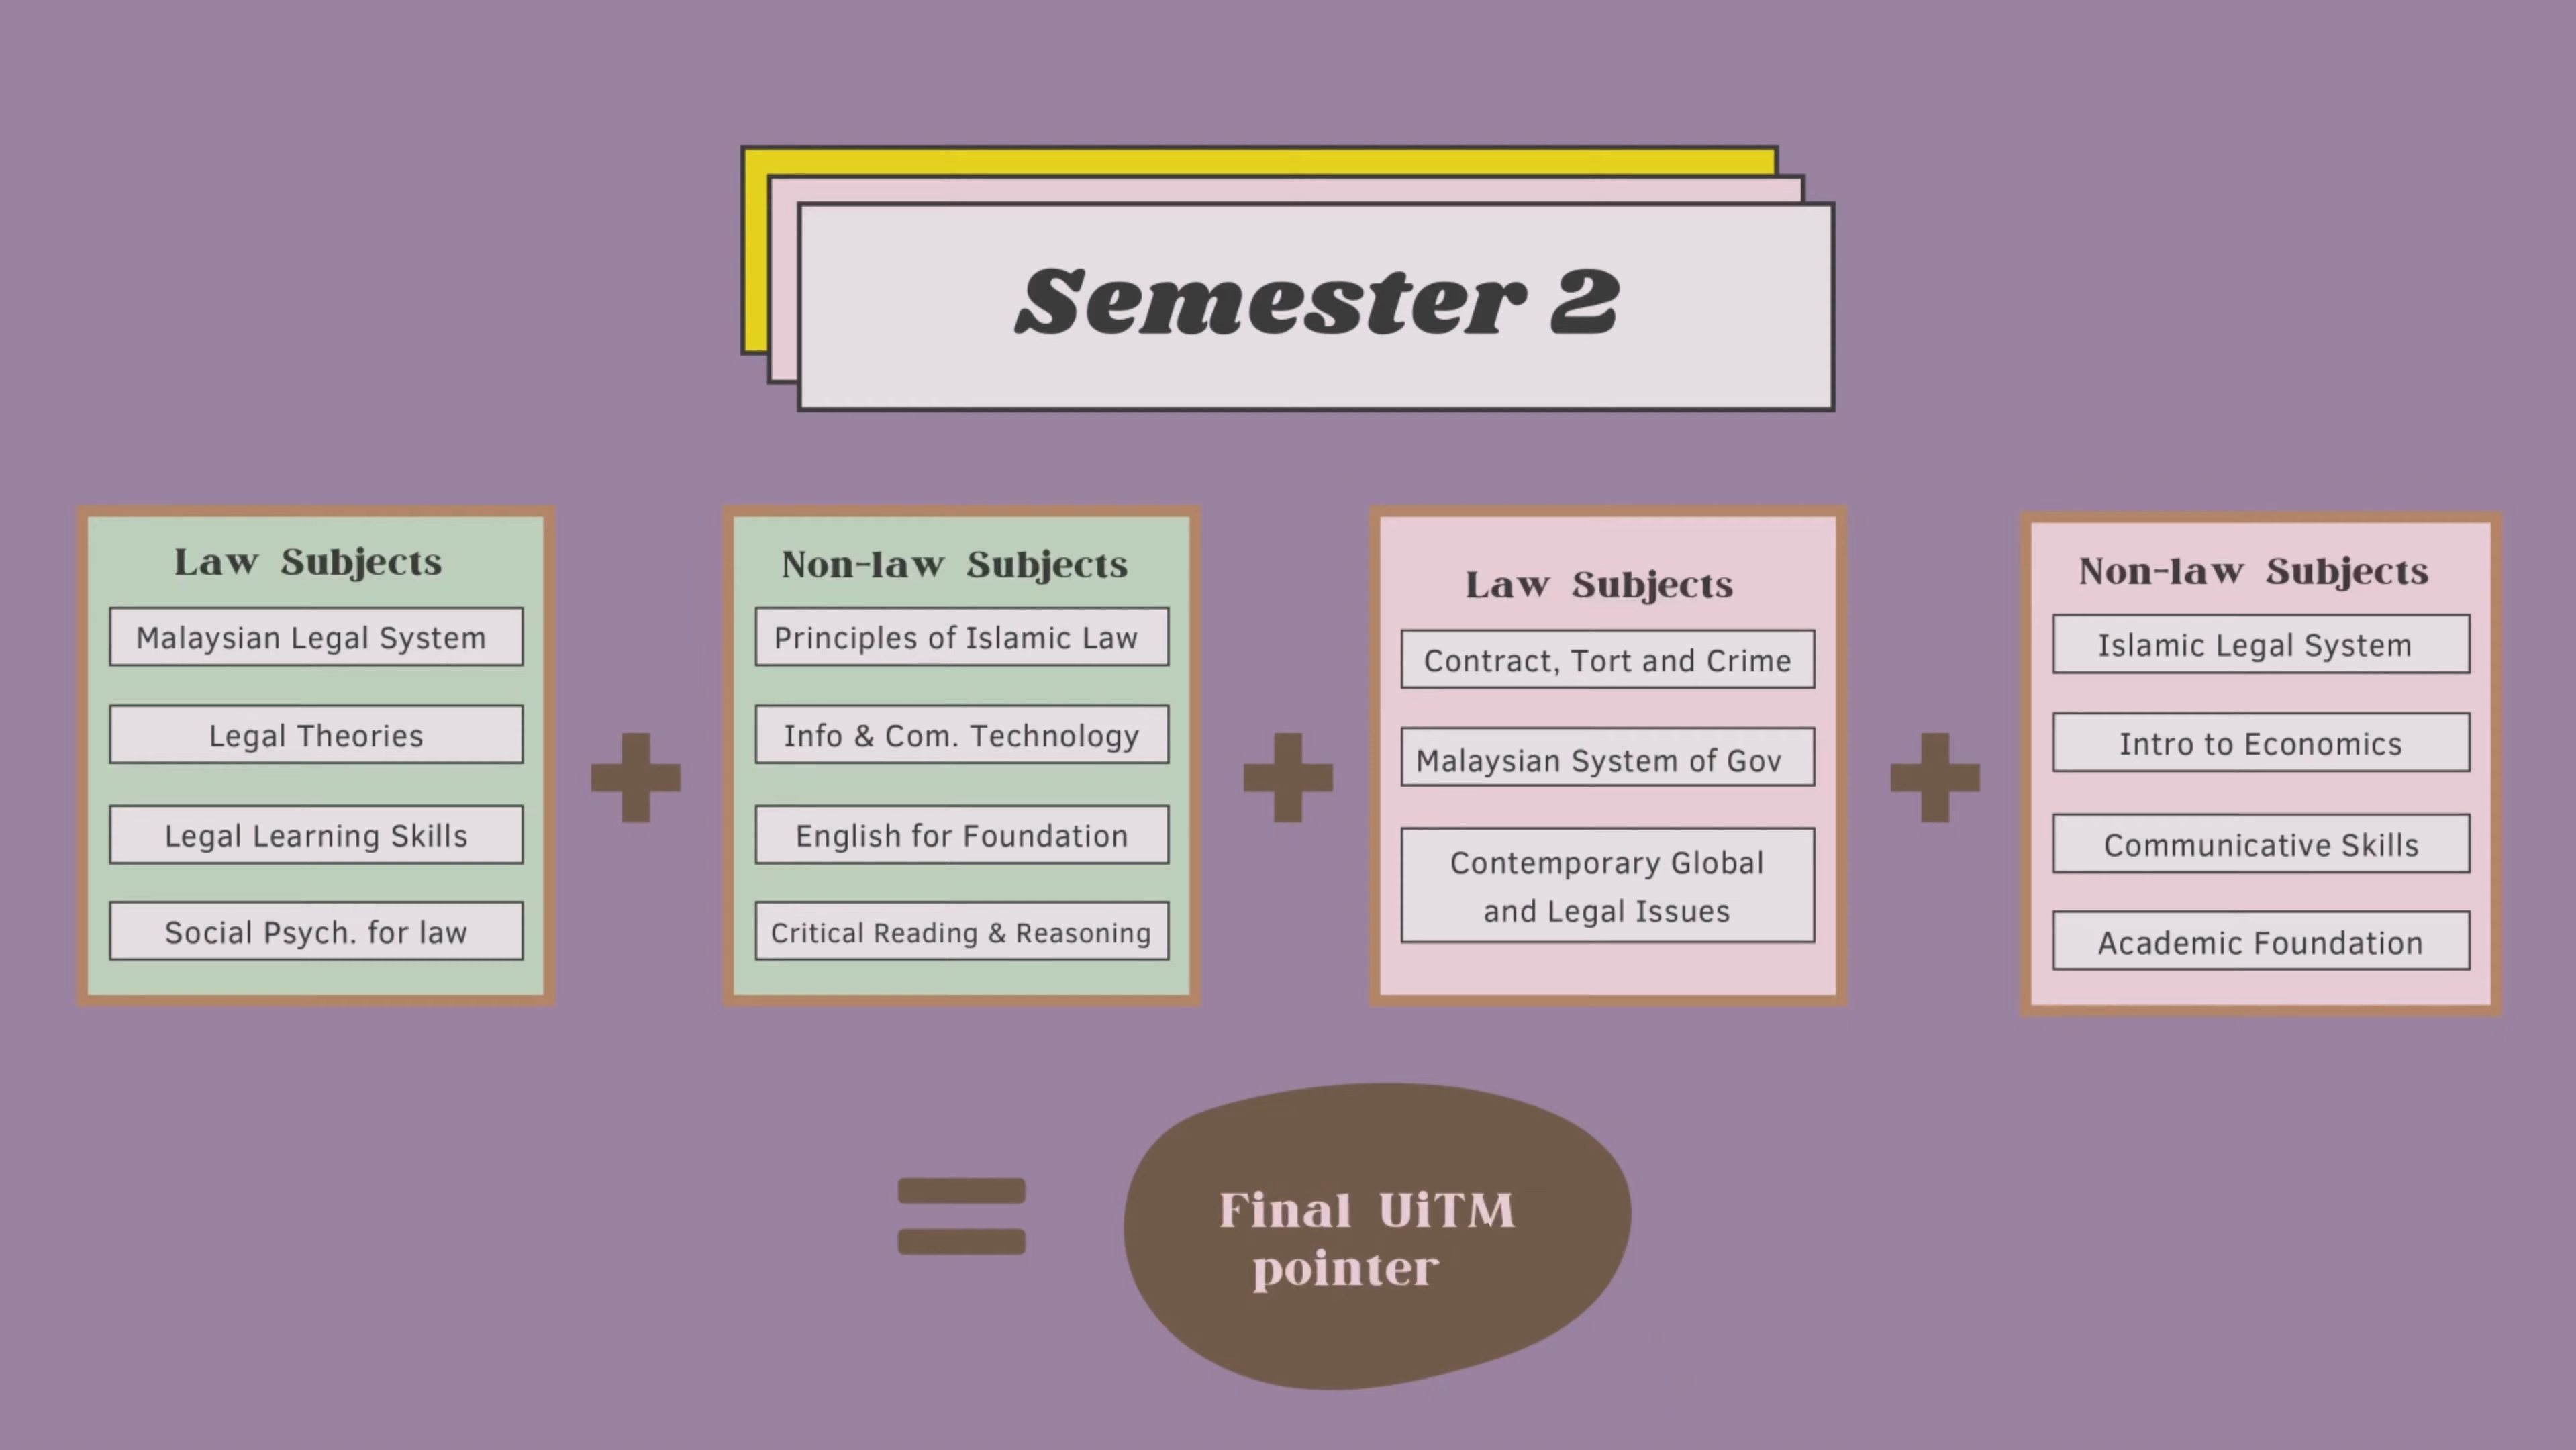 Semester 2
Law Subjects
Malaysian Legal System
Legal Theories
Legal Learning Skills
Social Psych. for law
Non-law Subjects
Principles of Islamic Law
Info & Com. Technology
English for Foundation
Critical Reading & Reasoning
Law Subjects
Contract, Tort and Crime
Malaysian System of Gov
Contemporary Global
and Legal Issues
Non-law Subjects
Islamic Legal System
Intro to Economics
Communicative Skills
Academic Foundation
Final UiTM
pointer